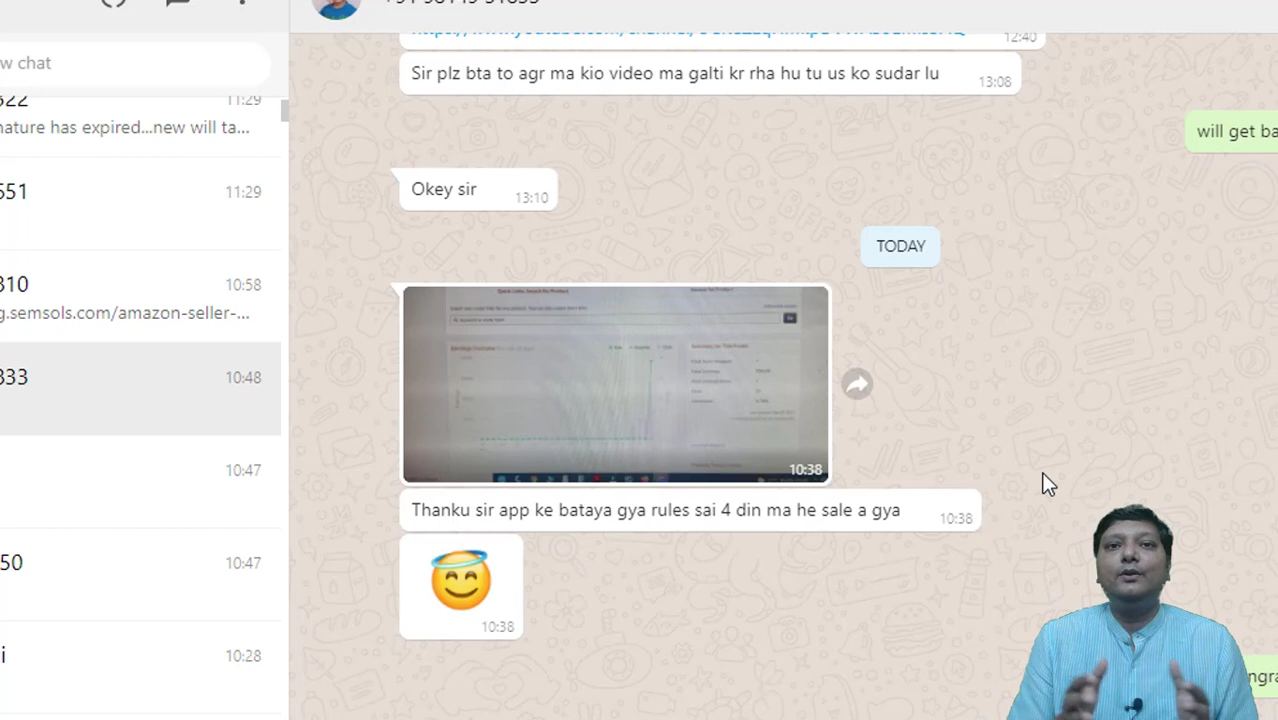 w chat
11:29
nature has expired...new will ta...
551
11:29
310
10:58
g.semsols.com/amazon-seller-...
333
10:48
10:47
50
10:47
i
10:28
12:40
Sir plz bta to agr ma kio video ma galti kr rha hu tu us ko sudar lu
13:08
will get ba
Okey sir
13:10
TODAY
10:38
Thanku sir app ke bataya gya rules sai 4 din ma he sale a gya
10:38
10:38